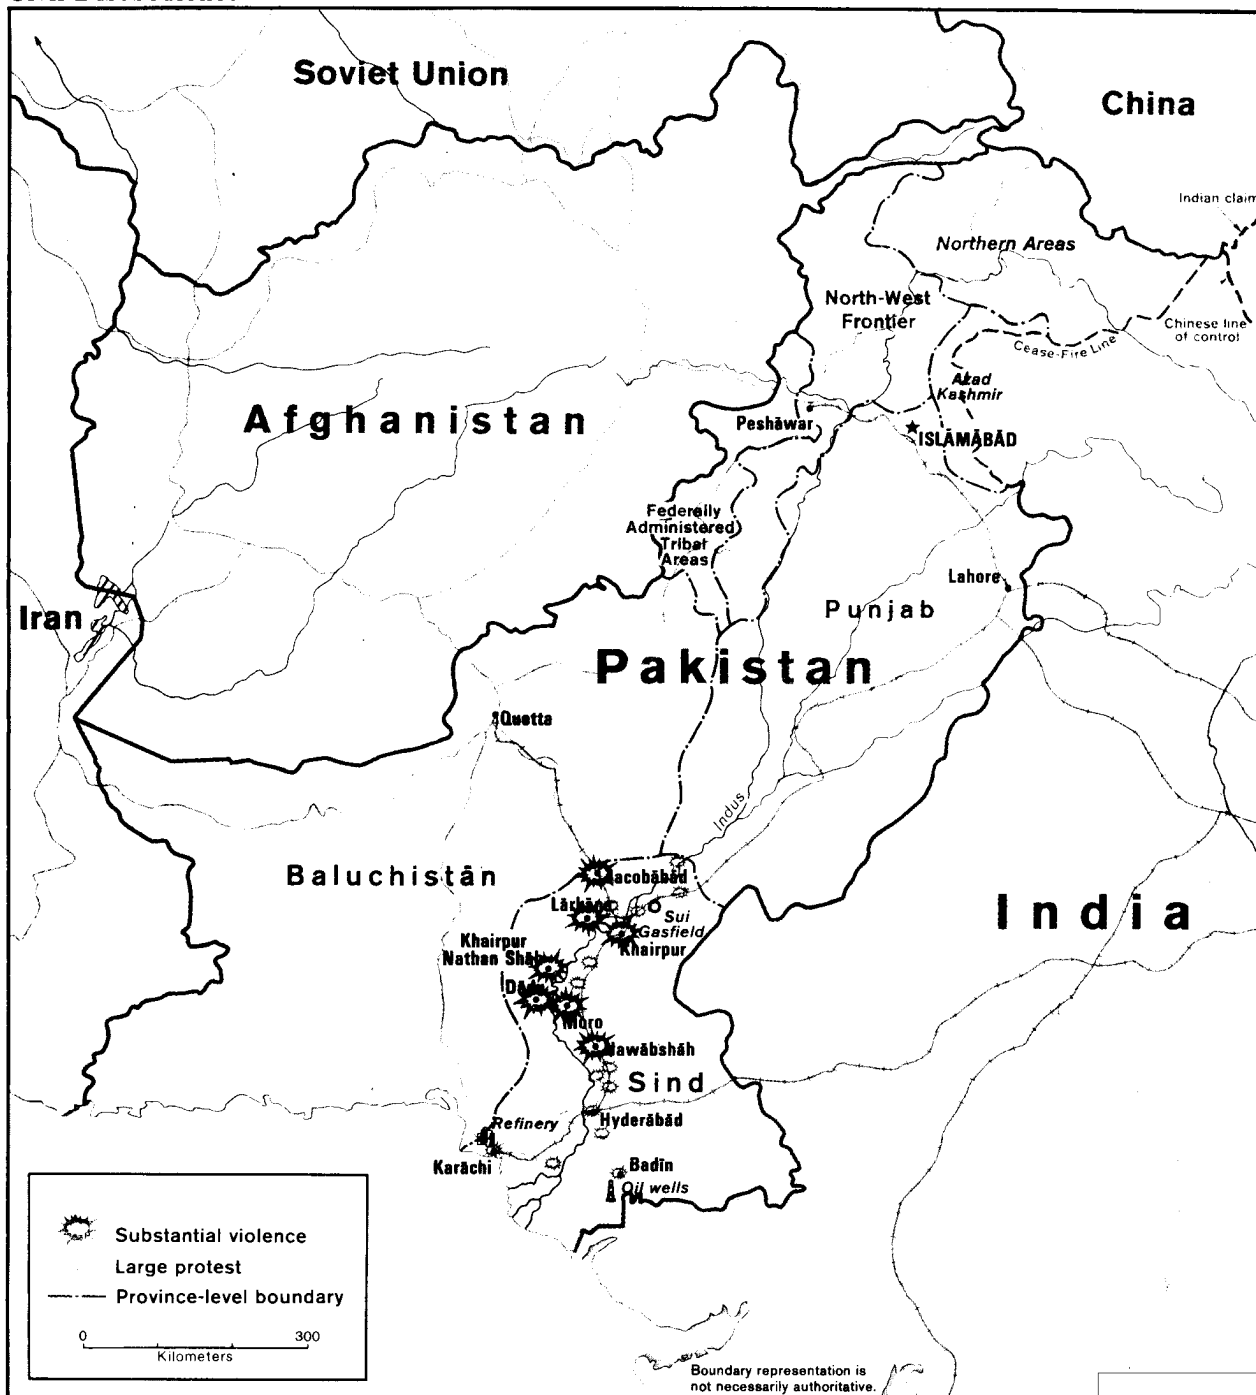 Soviet Union
China
Indian claim
Northern Areas
North-West
Frontier
Chinese line
of control
Cease-Fire Line
Azad
Kashmir
Afghanistan
Peshāwar
ISLĀMĀBĀD
Federally
Administered
Tribal
Areas
Lahore
Iran
Punjab
Pakistan
Quetta
Indus
Baluchistān
Jacobābād
Lārkāna
Sui
Gasfield
India
Khairpur
Khairpur
Nathan Shāh
Dādu
Moro
Nawābshāh
Sind
Refinery
Hyderābād
Karāchi
Badīn
Oil wells
Substantial violence
Large protest
Province-level boundary
0 300
Kilometers
Boundary representation is
not necessarily authoritative.